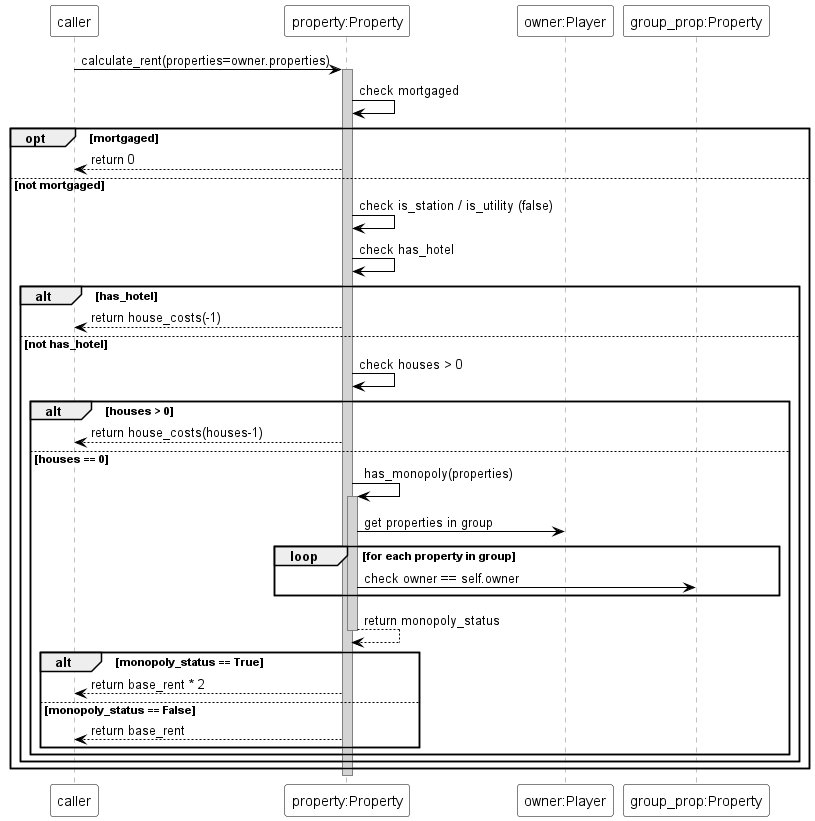 caller property:Property owner:Player group_prop:Property
calculate_rent(properties=owner.properties)
check mortgaged
opt [mortgaged]
return 0
[not mortgaged]
check is_station / is_utility (false)
check has_hotel
alt [has_hotel]
return house_costs(-1)
[not has_hotel]
check houses > 0
alt [houses > 0]
return house_costs(houses-1)
[houses == 0]
has_monopoly(properties)
get properties in group
loop [for each property in group]
check owner == self.owner
return monopoly_status
alt [monopoly_status == True]
return base_rent * 2
[monopoly_status == False]
return base_rent
caller property:Property owner:Player group_prop:Property